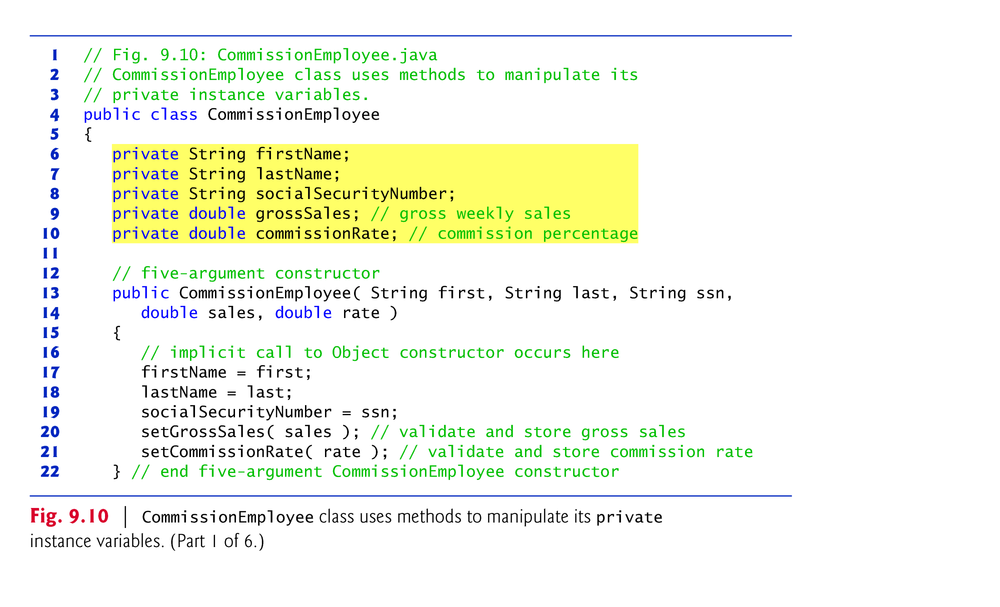 1 // Fig. 9.10: CommissionEmployee.java
2 // CommissionEmployee class uses methods to manipulate its
3 // private instance variables.
4 public class CommissionEmployee
5 {
6 private String firstName;
7 private String lastName;
8 private String socialSecurityNumber;
9 private double grossSales; // gross weekly sales
10 private double commissionRate; // commission percentage
11
12 // five-argument constructor
13 public CommissionEmployee( String first, String last, String ssn,
14 double sales, double rate )
15 {
16 // implicit call to Object constructor occurs here
17 firstName = first;
18 lastName = last;
19 socialSecurityNumber = ssn;
20 setGrossSales( sales ); // validate and store gross sales
21 setCommissionRate( rate ); // validate and store commission rate
22 } // end five-argument CommissionEmployee constructor
Fig. 9.10 | CommissionEmployee class uses methods to manipulate its private
instance variables. (Part 1 of 6.)